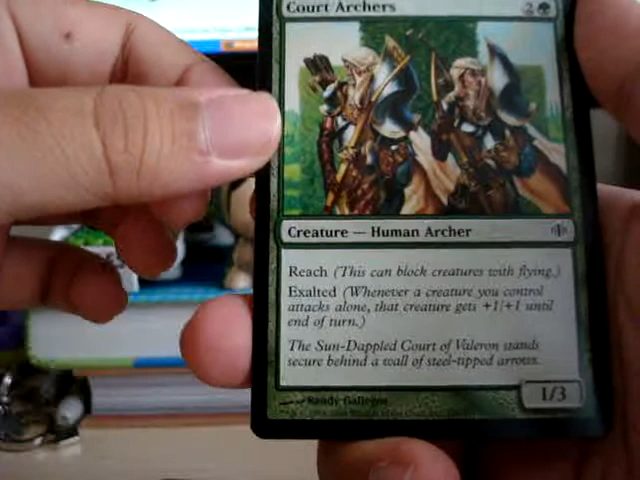 Court Archers 2
Creature — Human Archer
Reach (This can block creatures with flying.)
Exalted (Whenever a creature you control
attacks alone, that creature gets +1/+1 until
end of turn.)
The Sun-Dappled Court of Valeron stands
secure behind a wall of steel-tipped arrows.
Randy Gallegos
1/3